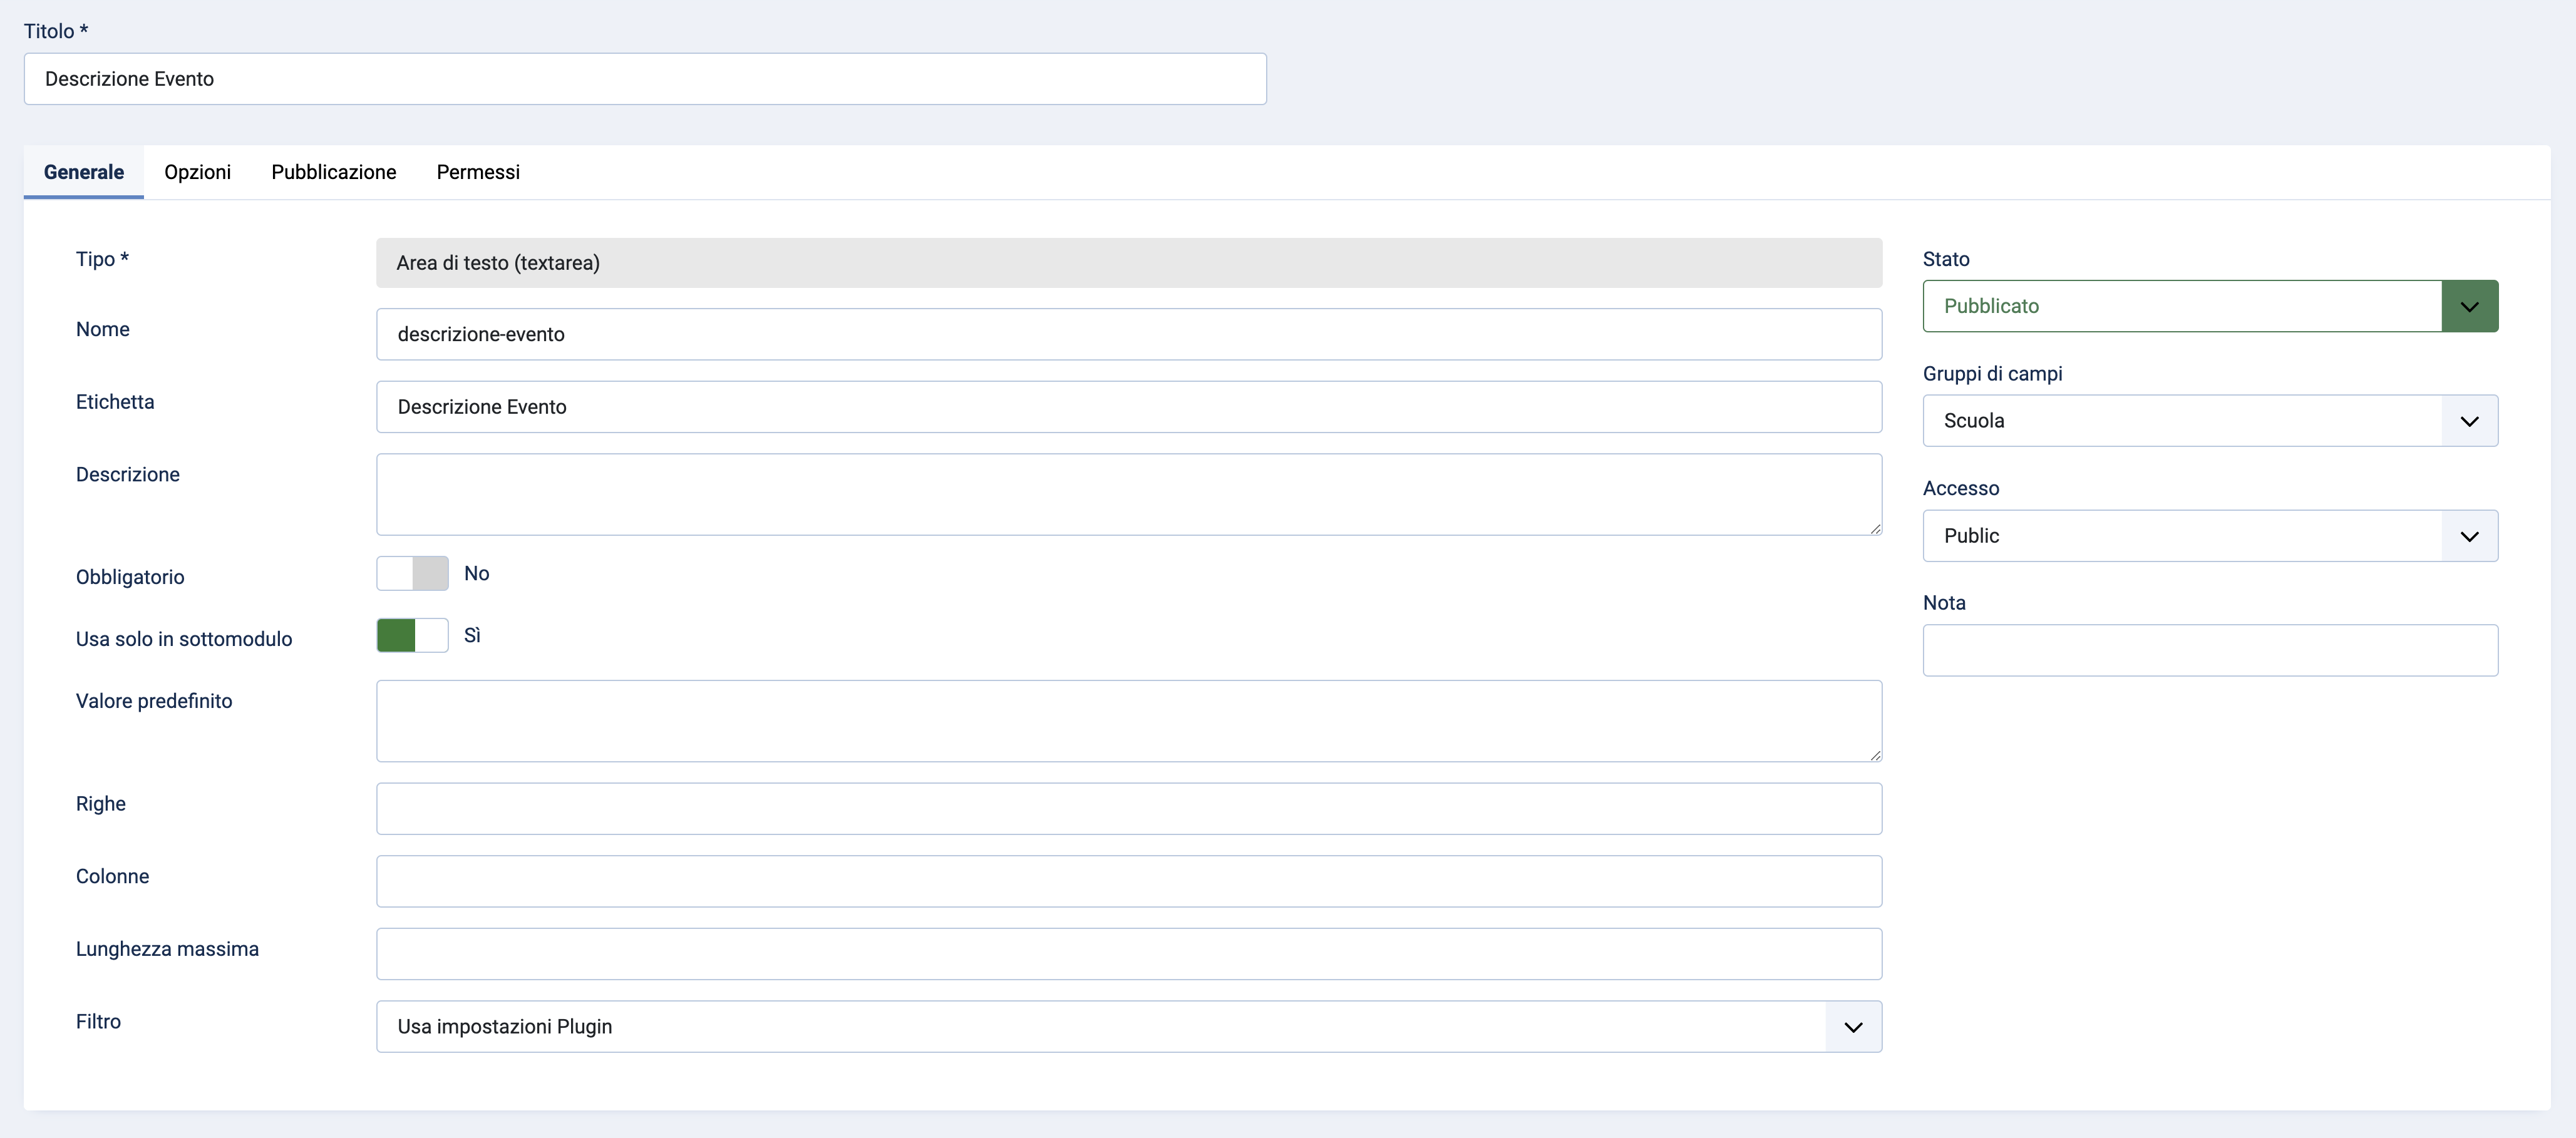 Titolo *
Descrizione Evento
Generale Opzioni Pubblicazione Permessi
Tipo *
Area di testo (textarea)
Nome
descrizione-evento
Etichetta
Descrizione Evento
Descrizione
Obbligatorio
No
Usa solo in sottomodulo
Sì
Valore predefinito
Righe
Colonne
Lunghezza massima
Filtro
Usa impostazioni Plugin
Stato
Pubblicato
Gruppi di campi
Scuola
Accesso
Public
Nota